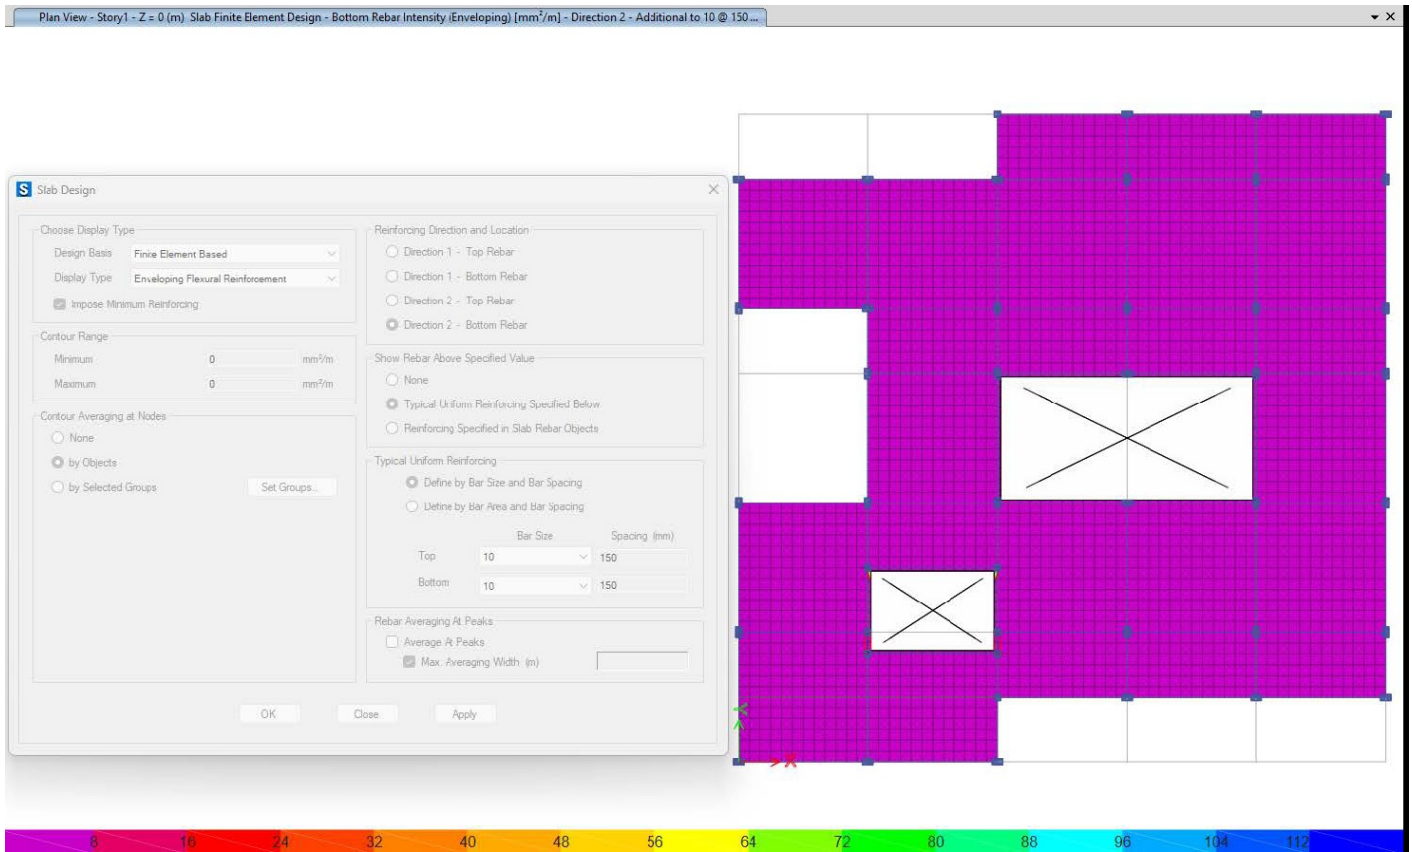 Plan View - Story1 - Z = 0 (m)  Slab Finite Element Design - Bottom Rebar Intensity (Enveloping) [mm²/m] - Direction 2 - Additional to 10 @ 150 ...
S Slab Design
Choose Display Type
Design Basis
Finite Element Based
Display Type
Enveloping Flexural Reinforcement
Impose Minimum Reinforcing
Contour Range
Minimum
0
mm²/m
Maximum
0
mm²/m
Contour Averaging at Nodes
None
by Objects
by Selected Groups
Set Groups...
Reinforcing Direction and Location
Direction 1 - Top Rebar
Direction 1 - Bottom Rebar
Direction 2 - Top Rebar
Direction 2 - Bottom Rebar
Show Rebar Above Specified Value
None
Typical Uniform Reinforcing Specified Below
Reinforcing Specified in Slab Rebar Objects
Typical Uniform Reinforcing
Define by Bar Size and Bar Spacing
Define by Bar Area and Bar Spacing
Bar Size
Spacing (mm)
Top
10
150
Bottom
10
150
Rebar Averaging At Peaks
Average At Peaks
Max. Averaging Width (m)
OK
Close
Apply
Y
X
8 16 24 32 40 48 56 64 72 80 88 96 104 112